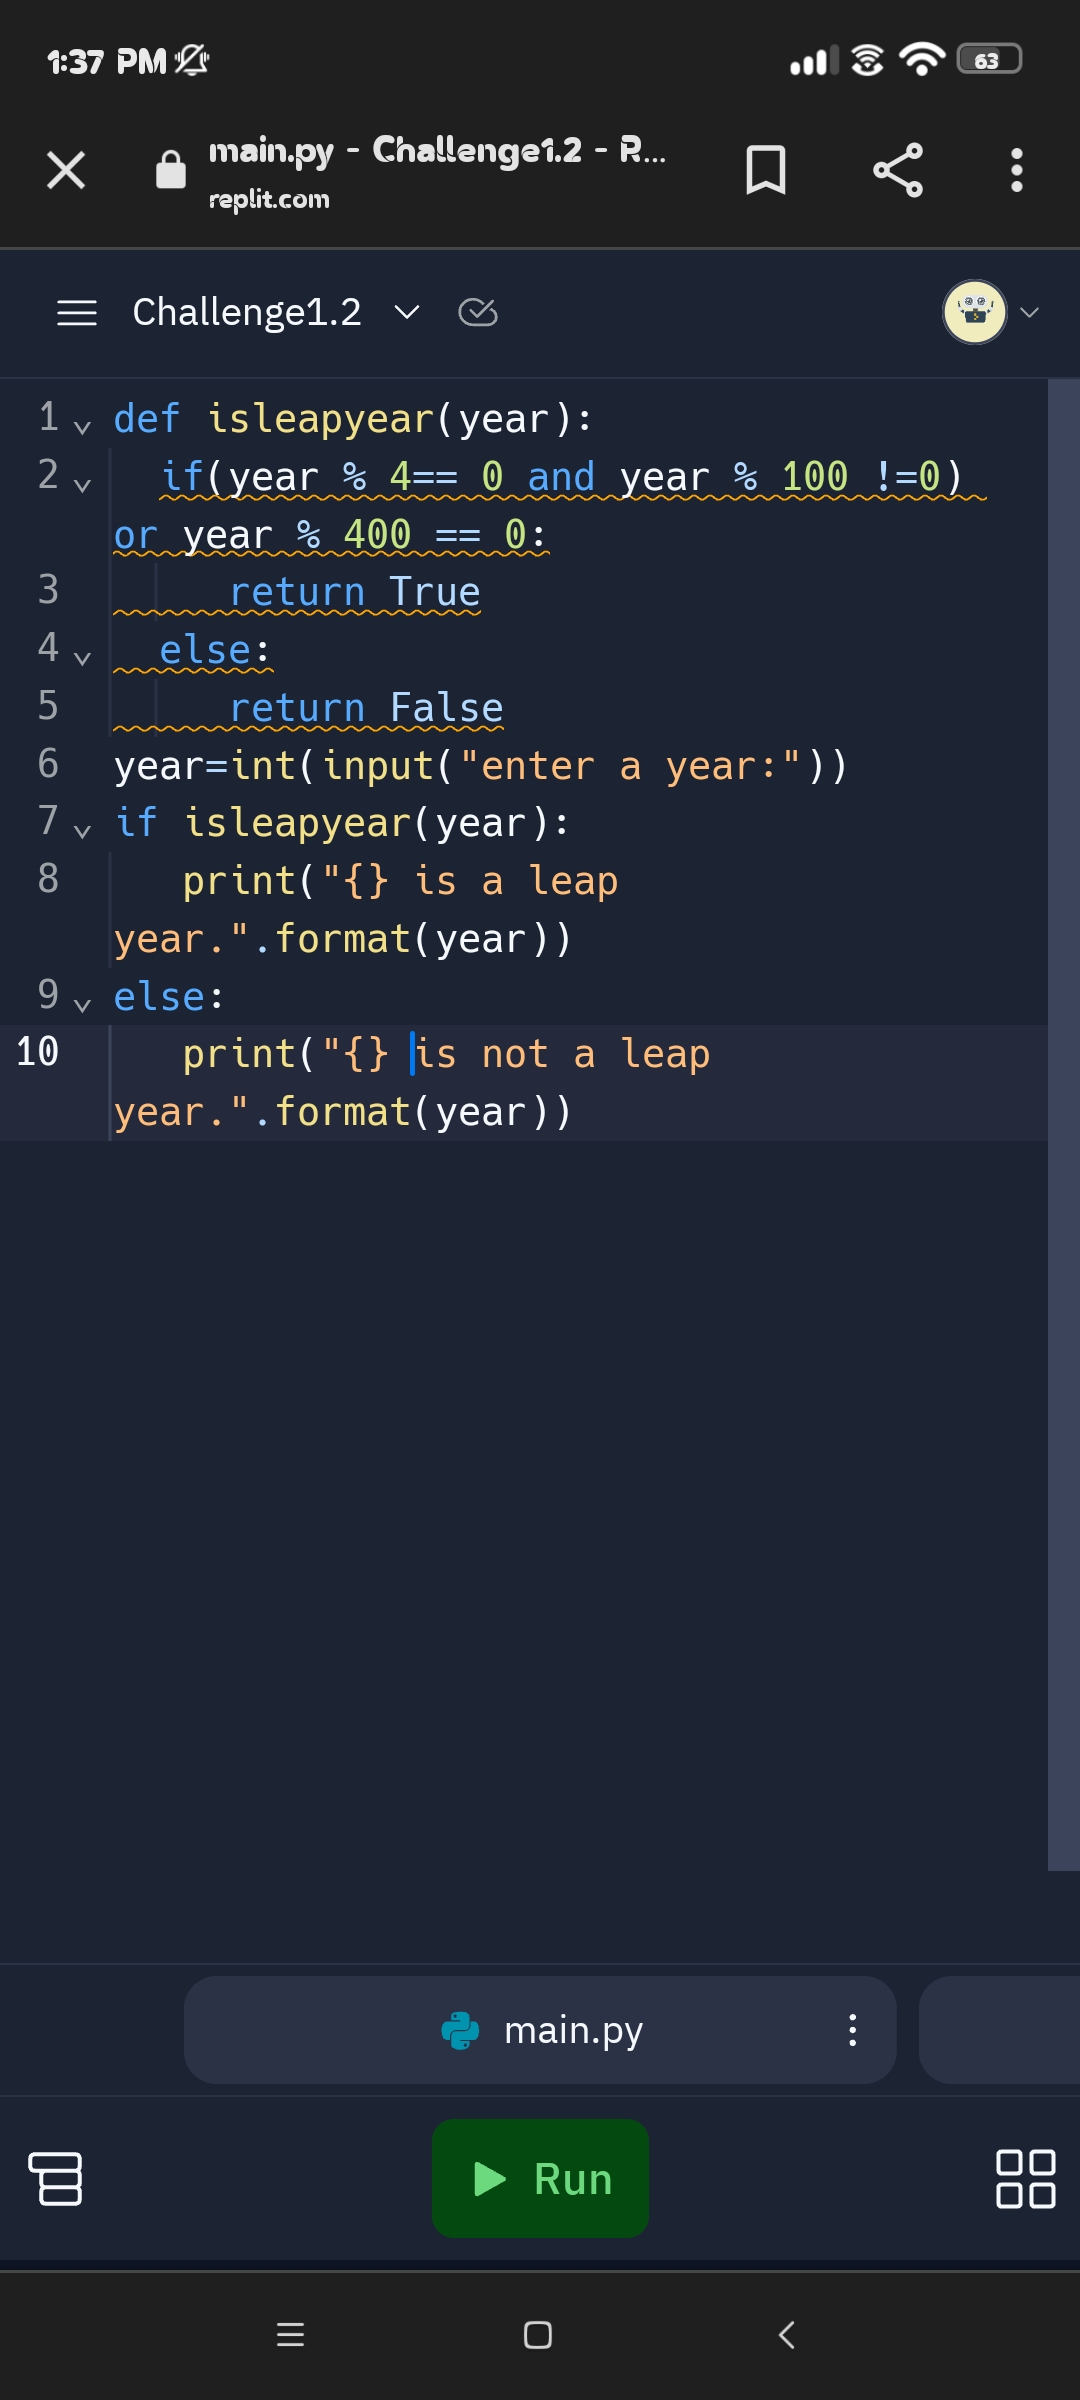 1:37 PM 63
main.py - Challenge1.2 - R...
replit.com
Challenge1.2
1 def isleapyear(year):
2 if(year % 4== 0 and year % 100 !=0)
or year % 400 == 0:
3 return True
4 else:
5 return False
6 year=int(input("enter a year:"))
7 if isleapyear(year):
8 print("{} is a leap
year.".format(year))
9 else:
10 print("{} is not a leap
year.".format(year))
main.py
Run